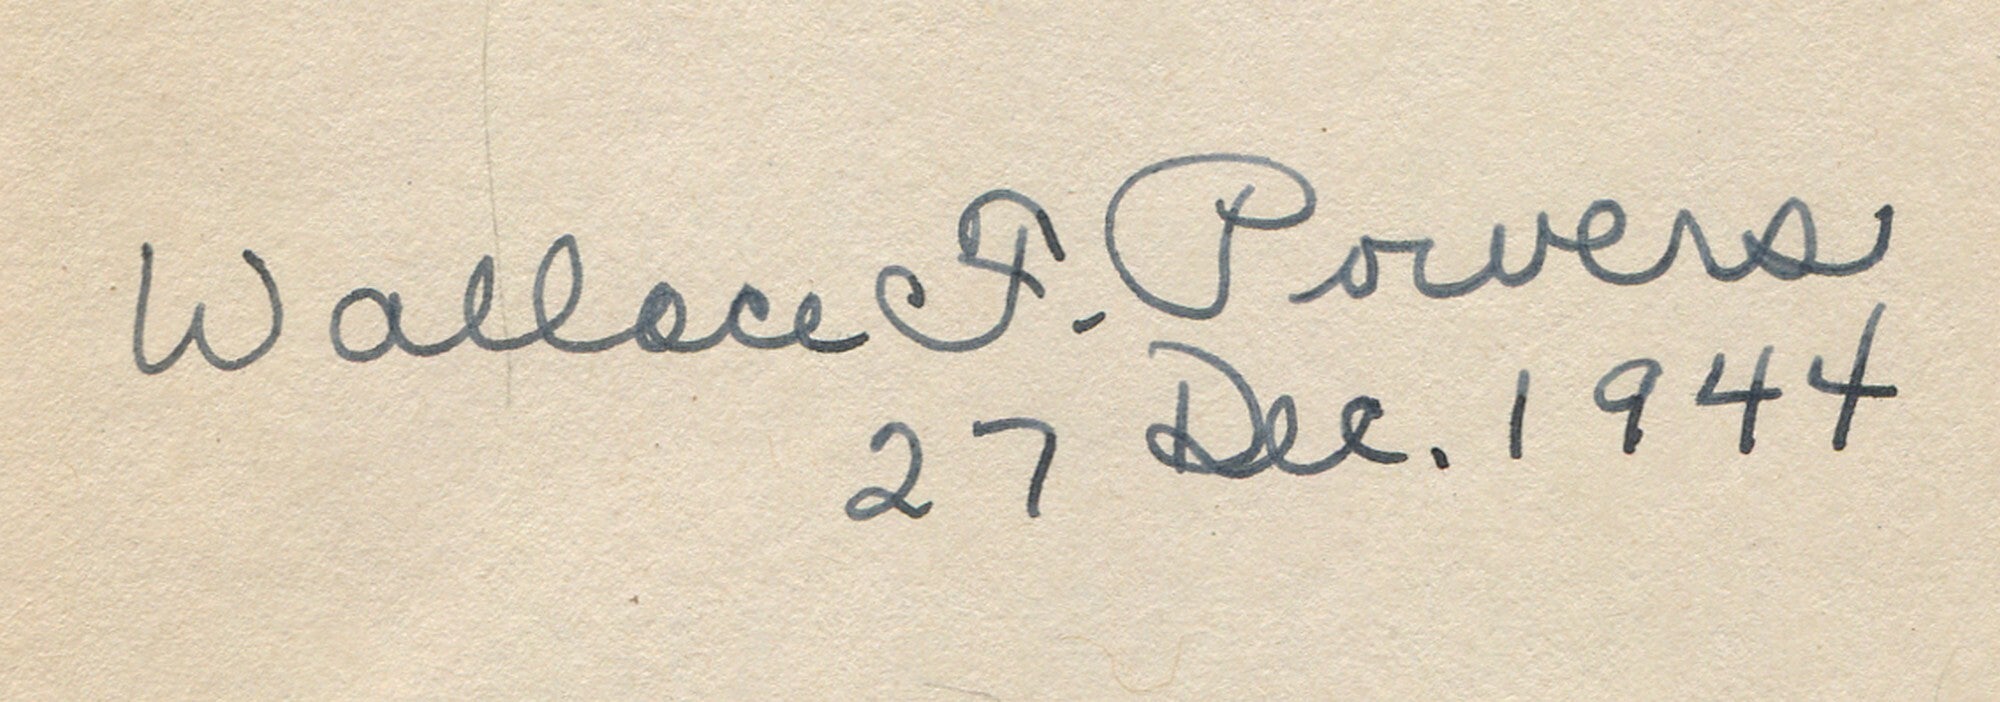 Wallace F. Powers
27 Dec. 1944